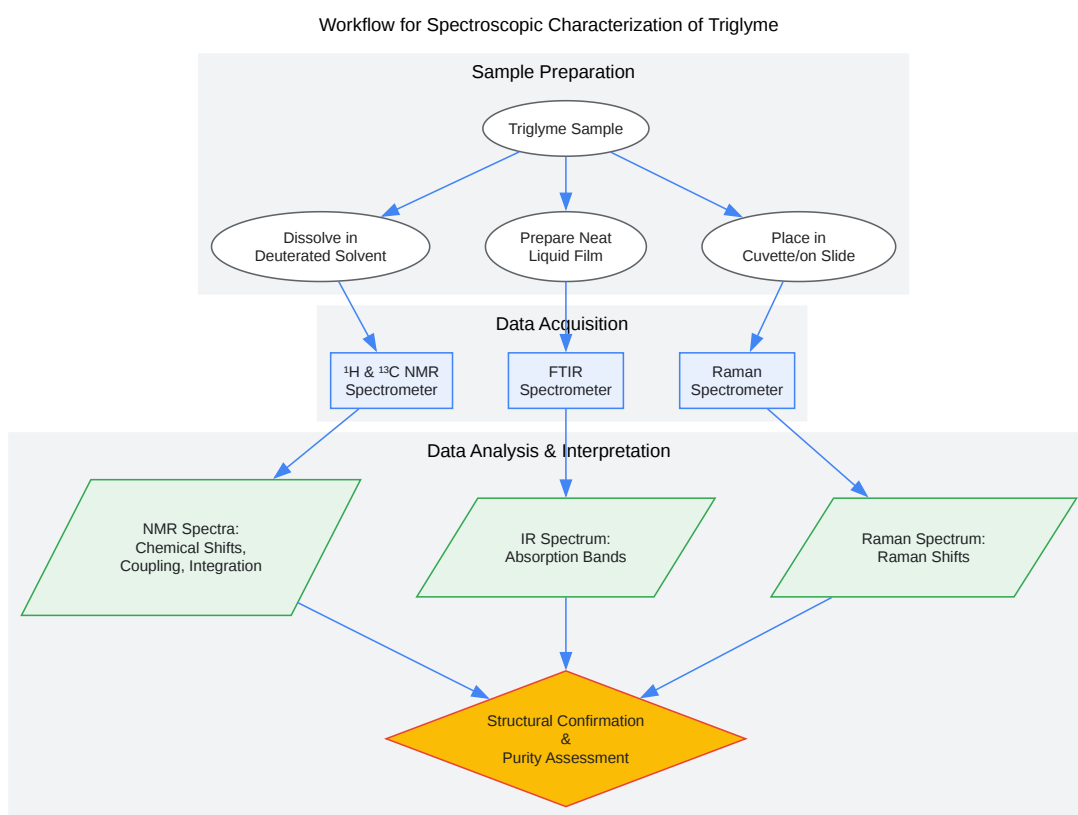 Workflow for Spectroscopic Characterization of Triglyme
Sample Preparation
Triglyme Sample
Dissolve in
Deuterated Solvent
Prepare Neat
Liquid Film
Place in
Cuvette/on Slide
Data Acquisition
¹H & ¹³C NMR
Spectrometer
FTIR
Spectrometer
Raman
Spectrometer
Data Analysis & Interpretation
NMR Spectra:
Chemical Shifts,
Coupling, Integration
IR Spectrum:
Absorption Bands
Raman Spectrum:
Raman Shifts
Structural Confirmation
&
Purity Assessment